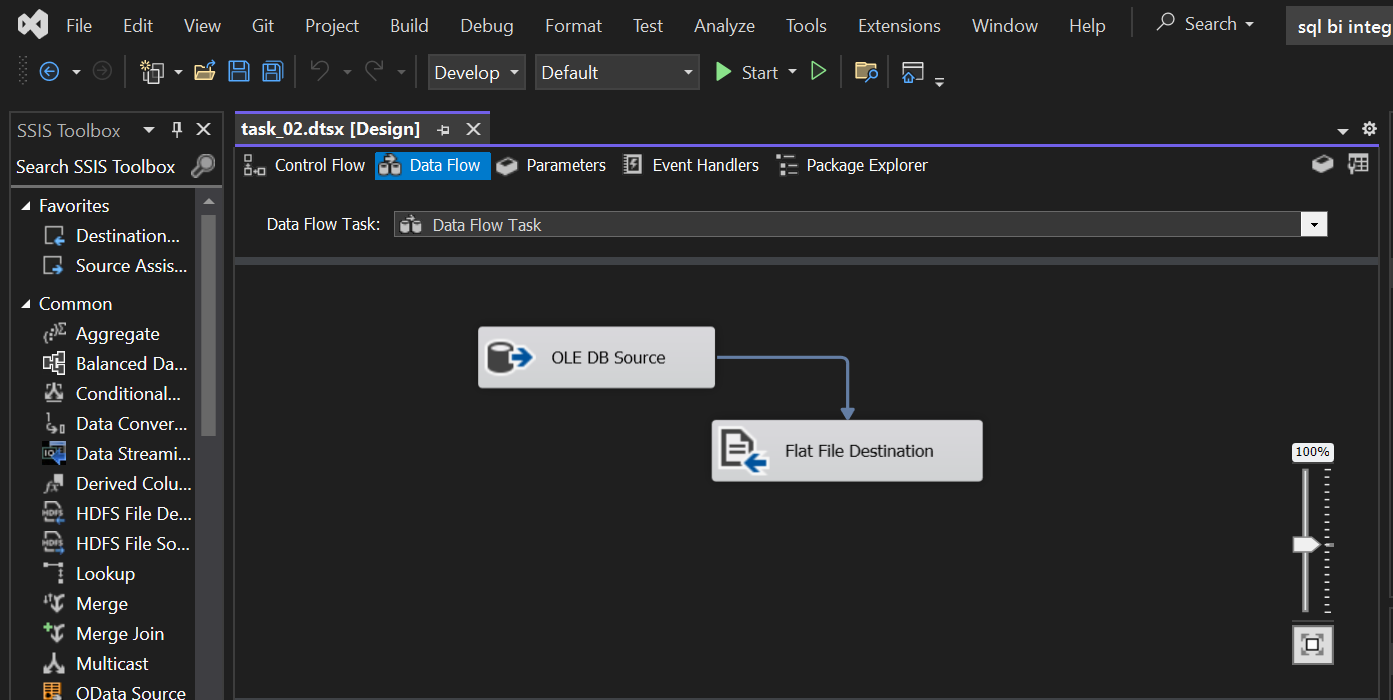 File Edit View Git Project Build Debug Format Test Analyze Tools Extensions Window Help Search sql bi integ
Develop Default Start
SSIS Toolbox
task_02.dtsx [Design]
Search SSIS Toolbox
Control Flow Data Flow Parameters Event Handlers Package Explorer
Favorites
Destination...
Source Assis...
Data Flow Task: Data Flow Task
Common
Aggregate
Balanced Da...
Conditional...
Data Conver...
Data Streami...
Derived Colu...
HDFS File De...
HDFS File So...
Lookup
Merge
Merge Join
Multicast
OData Source
OLE DB Source
Flat File Destination
100%